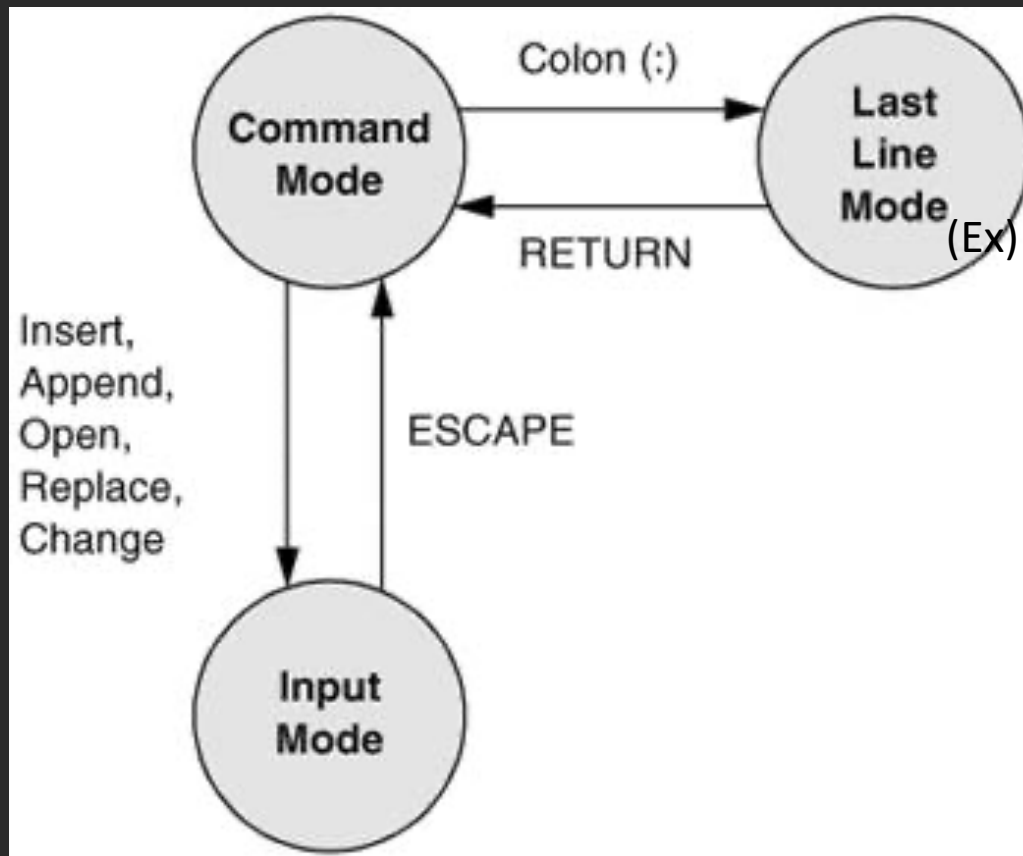 Command
Mode
Colon (:)
Last
Line
Mode
(Ex)
RETURN
Insert,
Append,
Open,
Replace,
Change
ESCAPE
Input
Mode